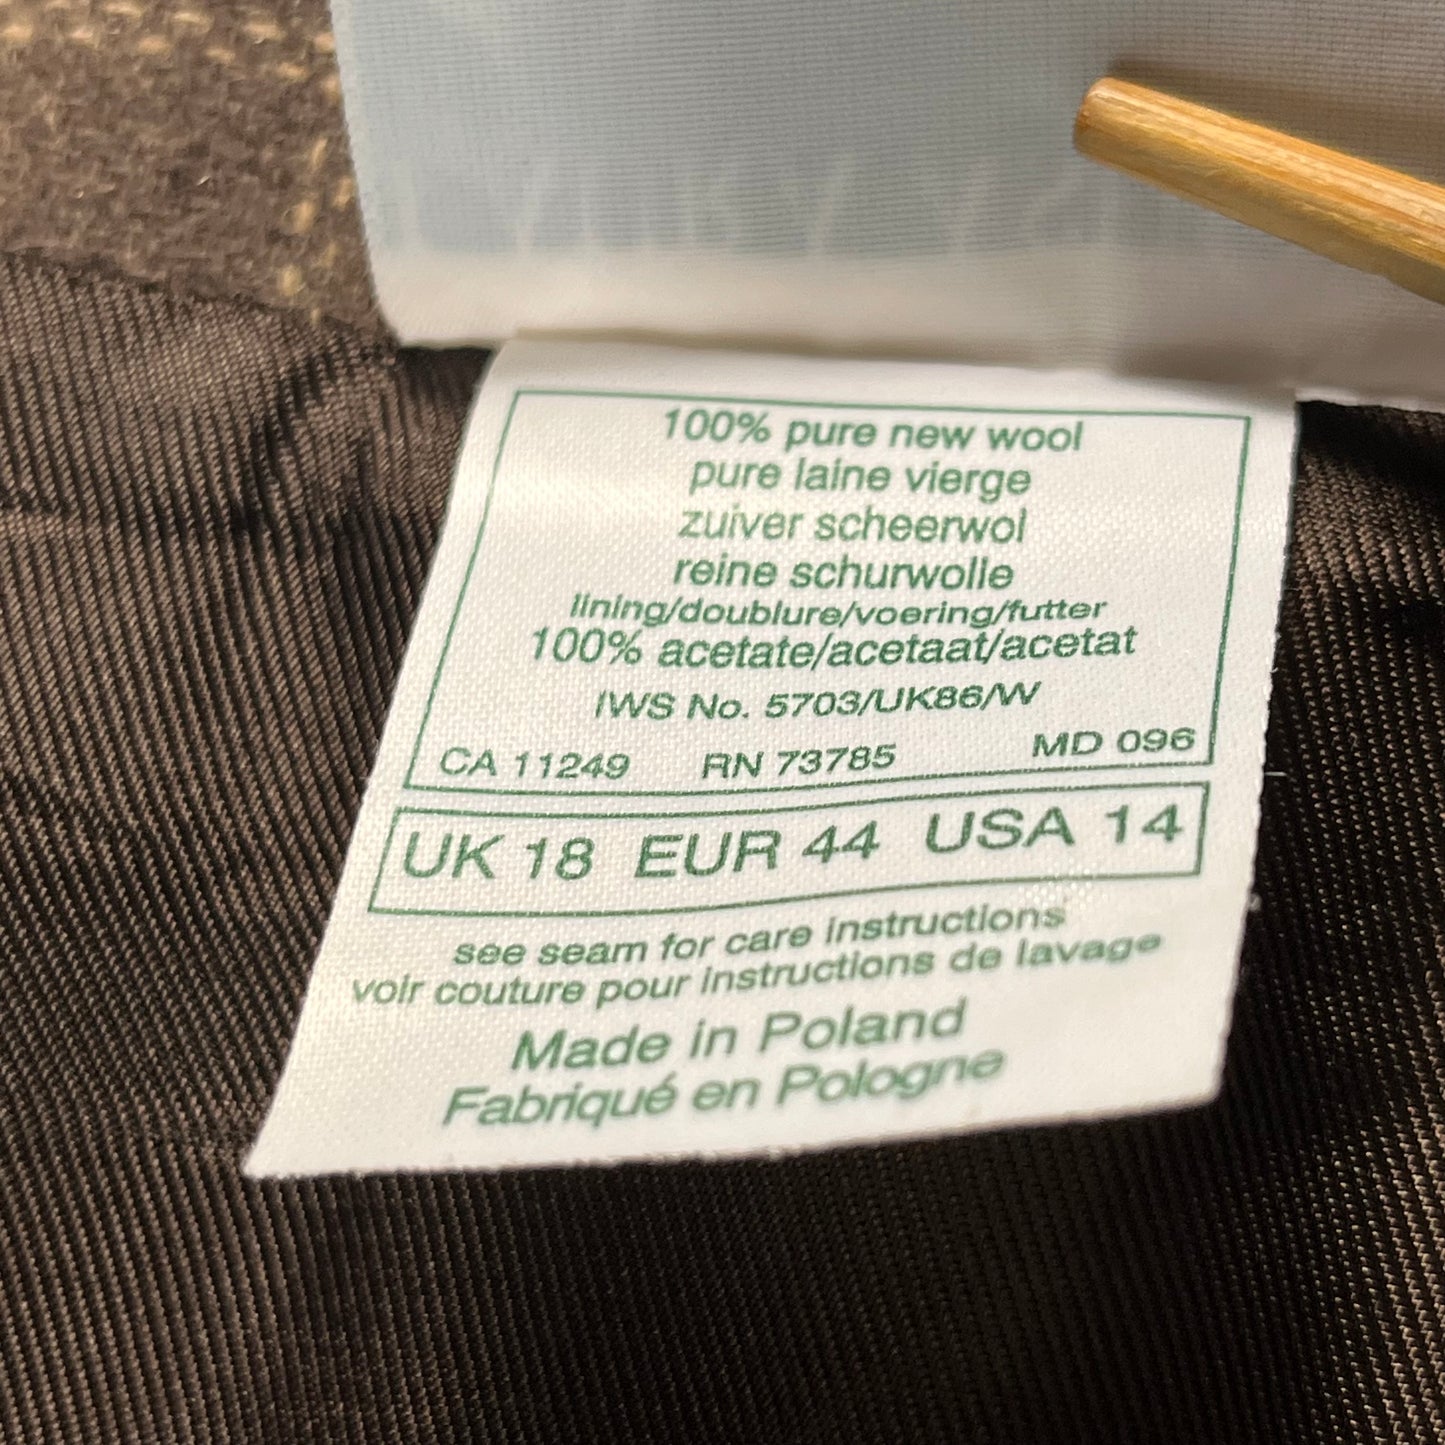 100% pure new wool
pure laine vierge
zuiver scheerwol
reine schurwolle
lining/doublure/voering/futter
100% acetate/acetaat/acetat
IWS No. 5703/UK86/W
CA 11249 RN 73785 MD 096
UK 18 EUR 44 USA 14
see seam for care instructions
voir couture pour instructions de lavage
Made in Poland
Fabriqué en Pologne